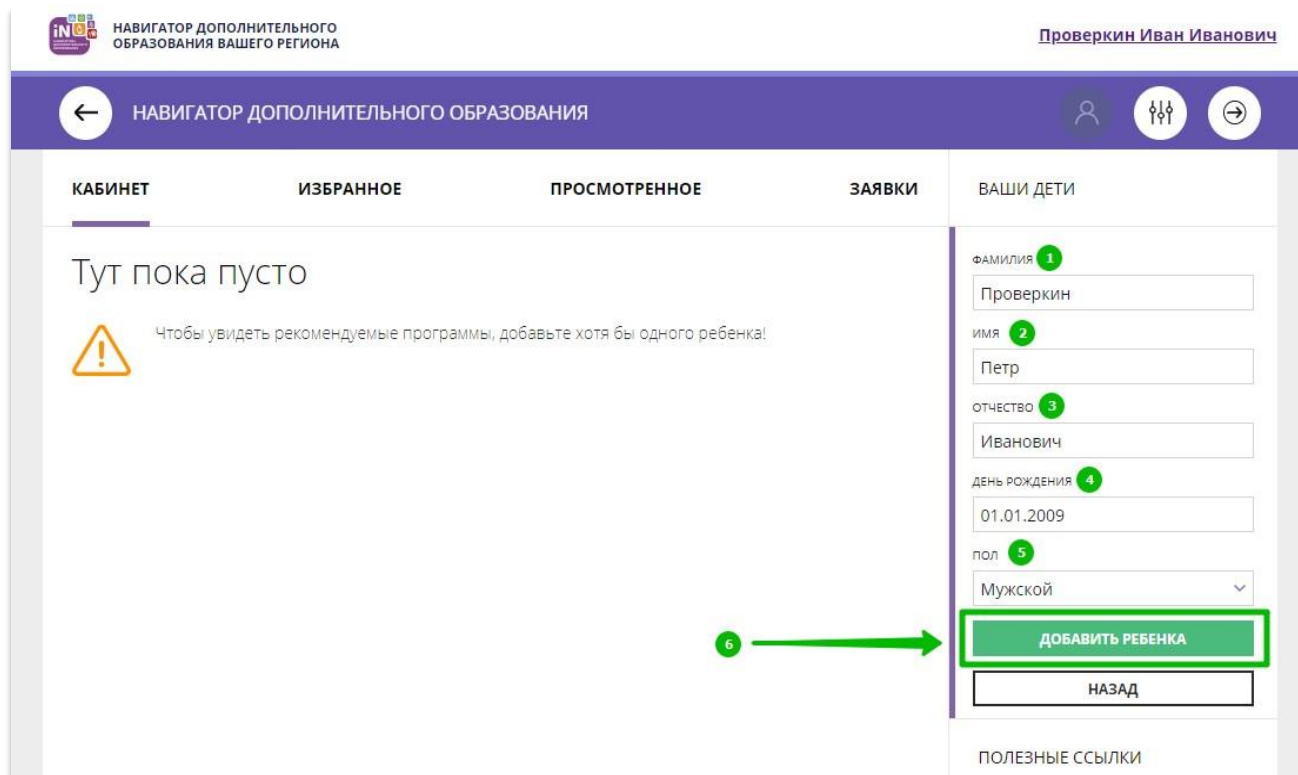 НАВИГАТОР ДОПОЛНИТЕЛЬНОГО
ОБРАЗОВАНИЯ ВАШЕГО РЕГИОНА
Проверкин Иван Иванович
НАВИГАТОР ДОПОЛНИТЕЛЬНОГО ОБРАЗОВАНИЯ
КАБИНЕТ ИЗБРАННОЕ ПРОСМОТРЕННОЕ ЗАЯВКИ
Тут пока пусто
Чтобы увидеть рекомендуемые программы, добавьте хотя бы одного ребенка!
ВАШИ ДЕТИ
ФАМИЛИЯ 1
Проверкин
ИМЯ 2
Петр
ОТЧЕСТВО 3
Иванович
ДЕНЬ РОЖДЕНИЯ 4
01.01.2009
ПОЛ 5
Мужской
6
ДОБАВИТЬ РЕБЕНКА
НАЗАД
ПОЛЕЗНЫЕ ССЫЛКИ